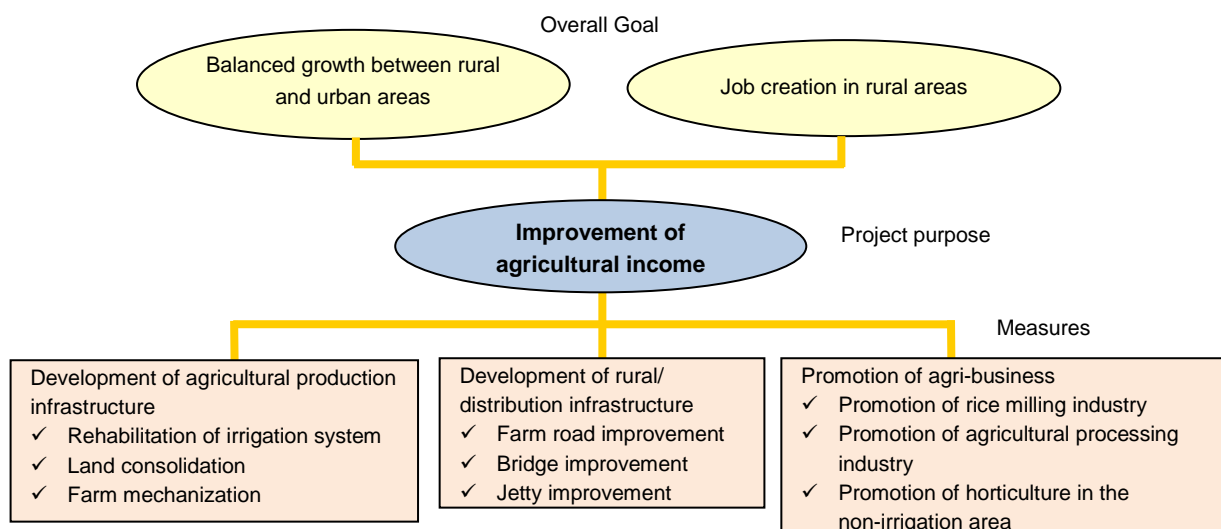 Overall Goal
Balanced growth between rural
and urban areas
Job creation in rural areas
Improvement of
agricultural income
Project purpose
Measures
Development of agricultural production
infrastructure
✓ Rehabilitation of irrigation system
✓ Land consolidation
✓ Farm mechanization
Development of rural/
distribution infrastructure
✓ Farm road improvement
✓ Bridge improvement
✓ Jetty improvement
Promotion of agri-business
✓ Promotion of rice milling industry
✓ Promotion of agricultural processing
industry
✓ Promotion of horticulture in the
non-irrigation area